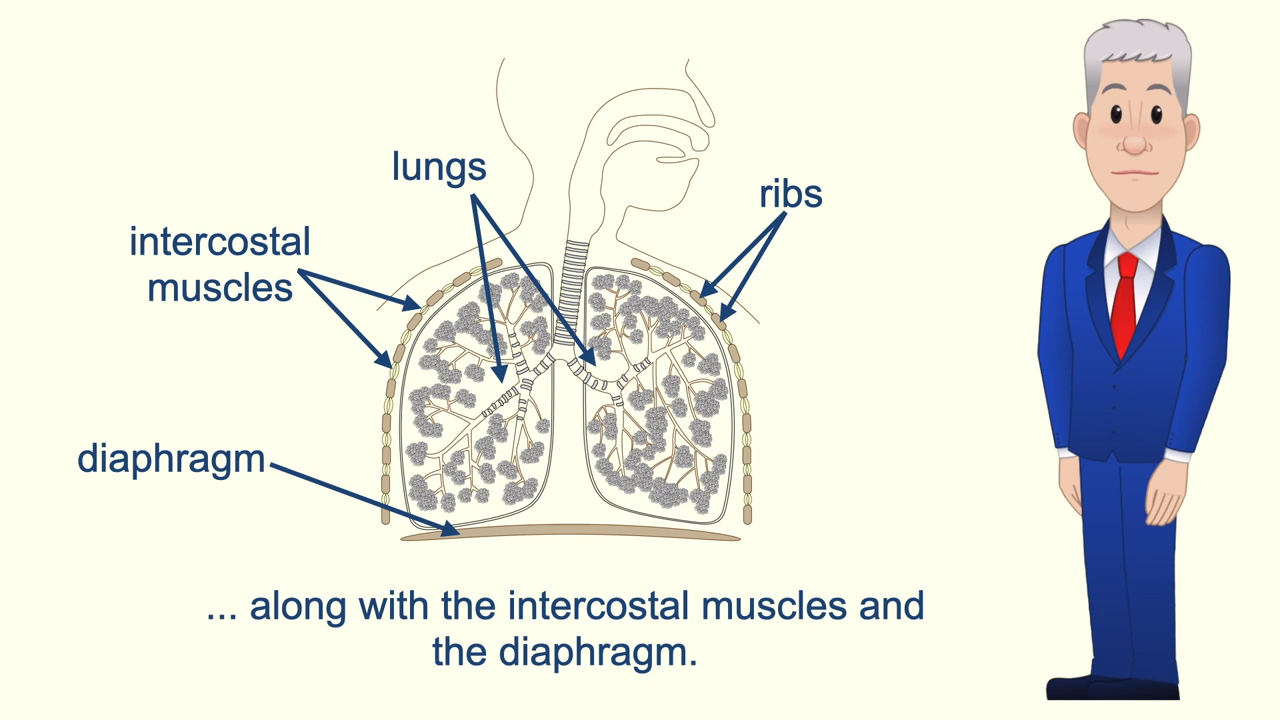 lungs
ribs
intercostal
muscles
diaphragm
... along with the intercostal muscles and
the diaphragm.